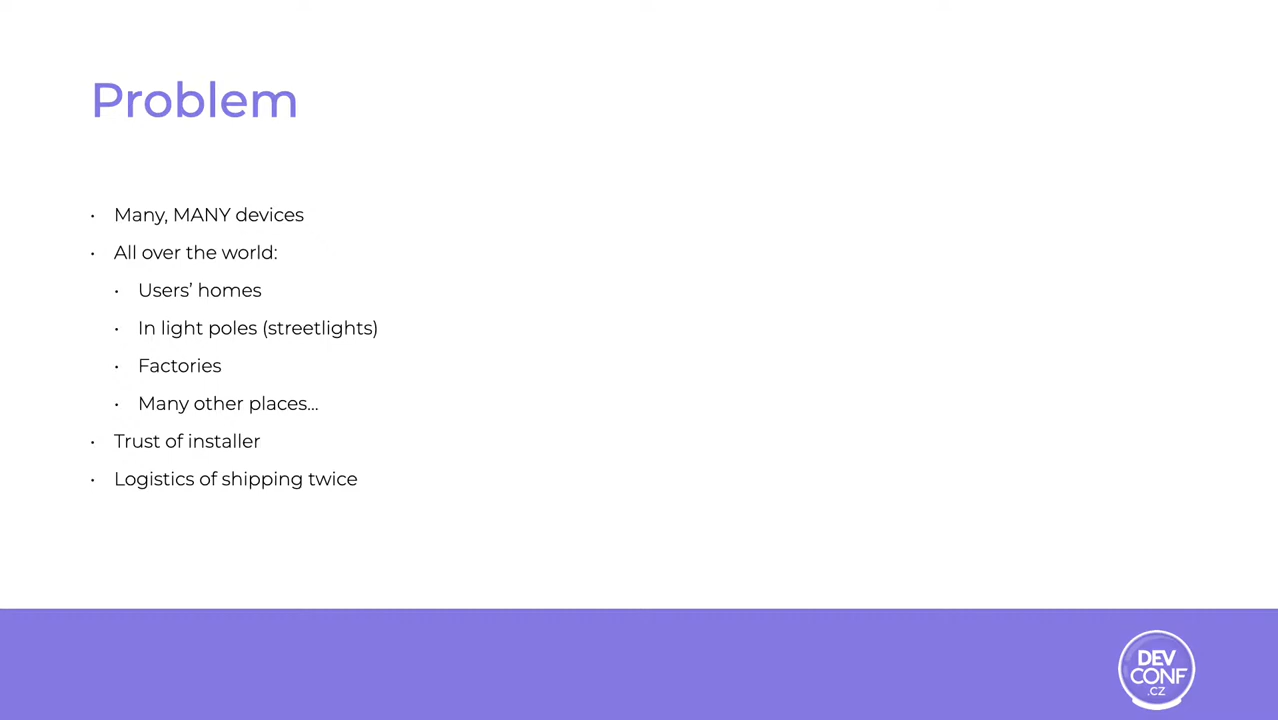 Problem
• Many, MANY devices
• All over the world:
• Users’ homes
• In light poles (streetlights)
• Factories
• Many other places...
• Trust of installer
• Logistics of shipping twice
DEV
CONF
.CZ